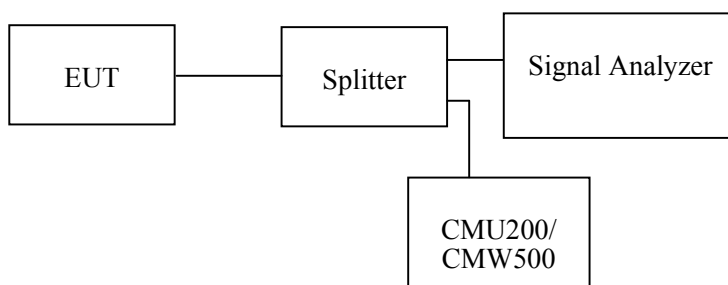 EUT
Splitter
Signal Analyzer
CMU200/
CMW500